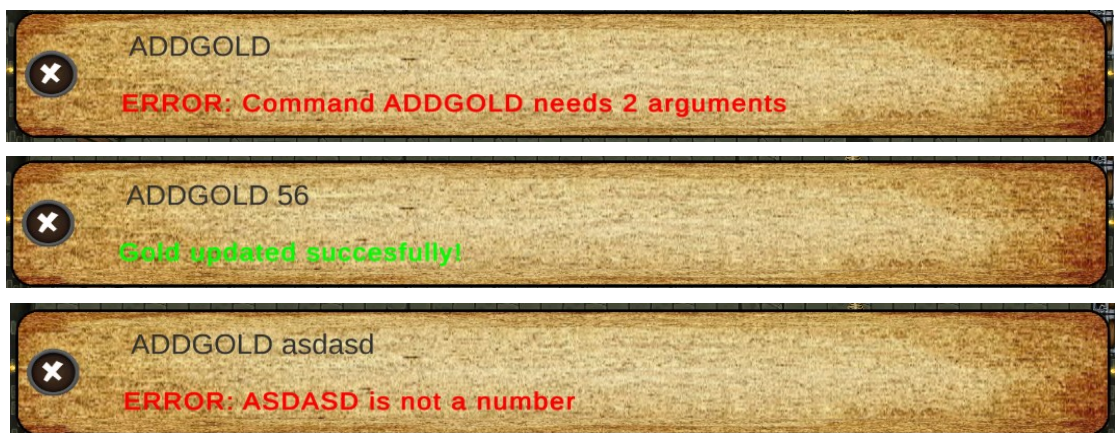 ADDGOLD
ERROR: Command ADDGOLD needs 2 arguments
ADDGOLD 56
Gold updated succesfully!
ADDGOLD asdasd
ERROR: ASDASD is not a number